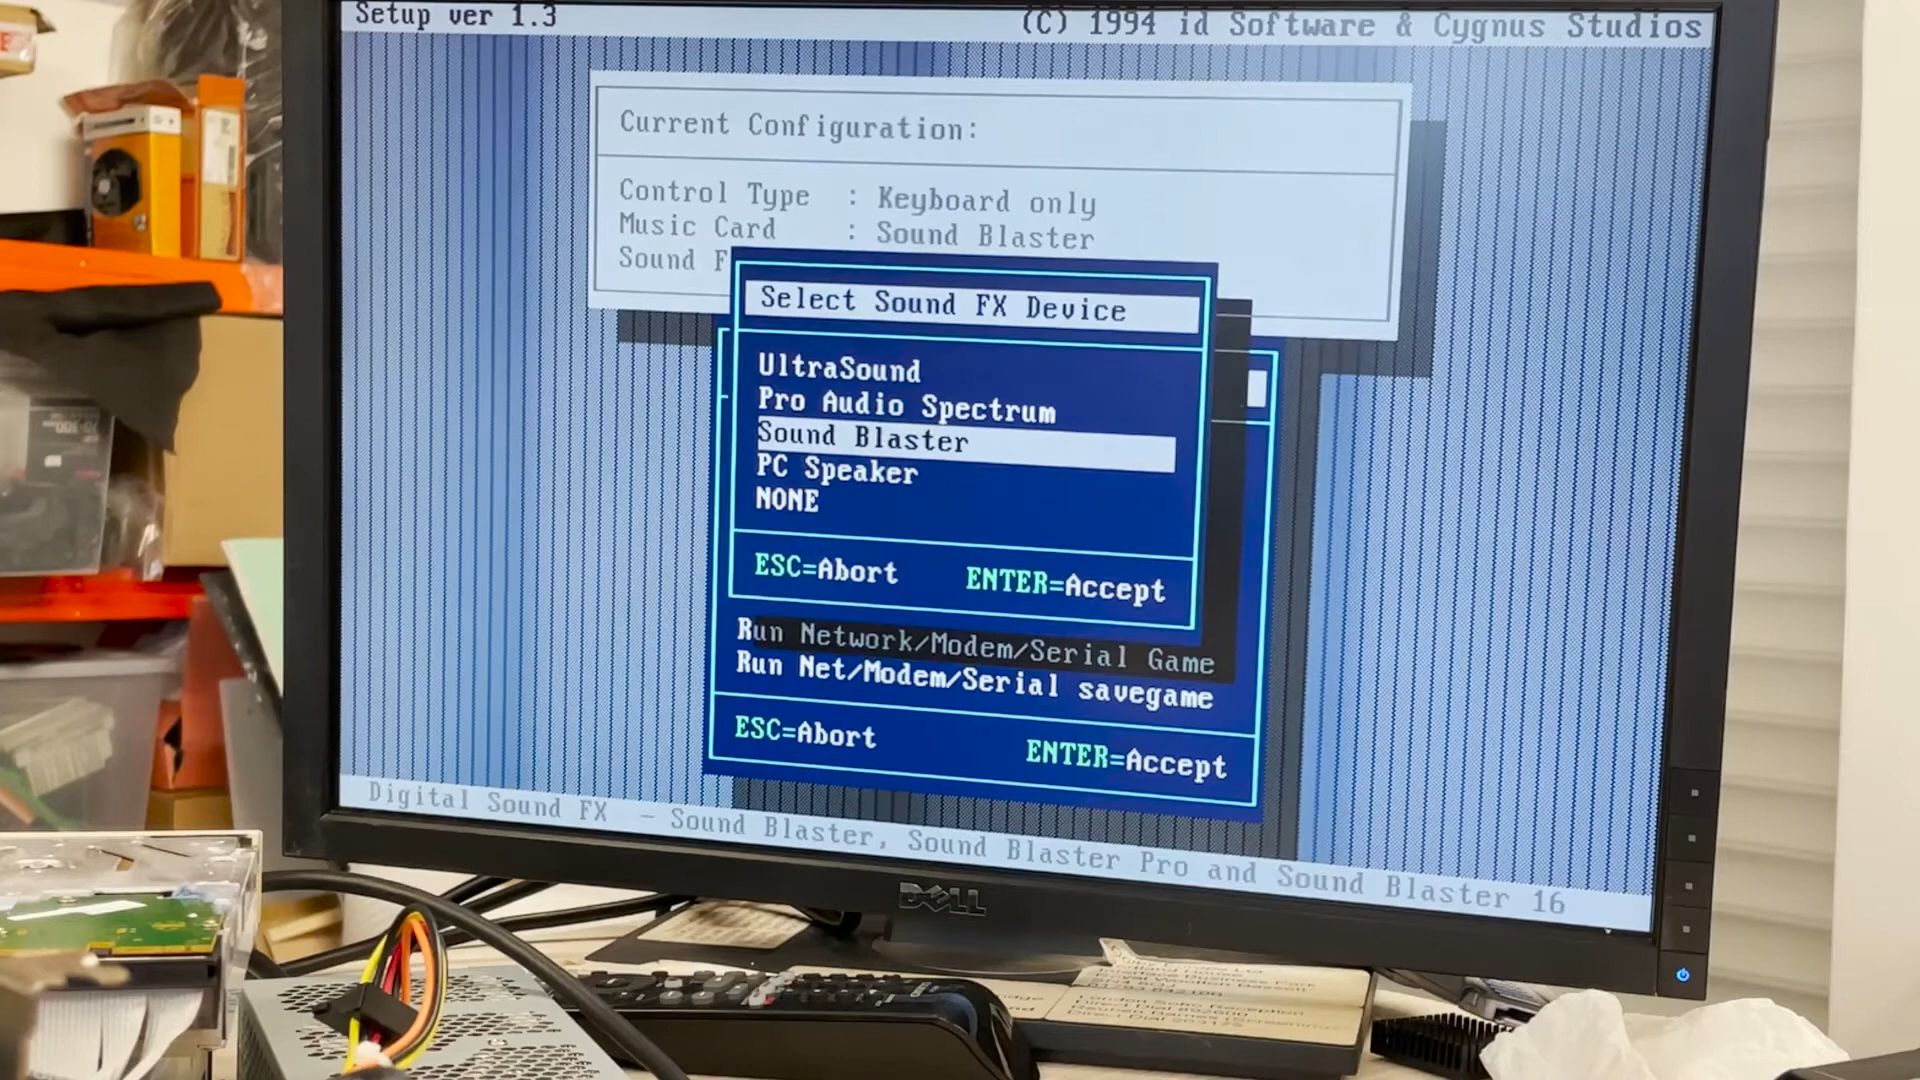 Setup ver 1.3
(C) 1994 id Software & Cygnus Studios
Current Configuration:
Control Type : Keyboard only
Music Card : Sound Blaster
Sound F
Select Sound FX Device
UltraSound
Pro Audio Spectrum
Sound Blaster
PC Speaker
NONE
ESC=Abort ENTER=Accept
Run Network/Modem/Serial Game
Run Net/Modem/Serial savegame
ESC=Abort ENTER=Accept
Digital Sound FX - Sound Blaster, Sound Blaster Pro and Sound Blaster 16
DELL